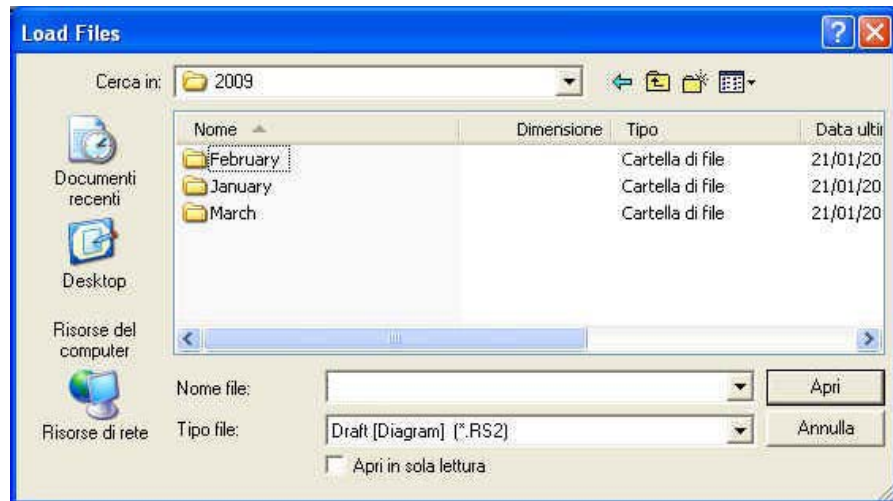 Load Files
Cerca in: 2009
Nome Dimensione Tipo Data ultir
February Cartella di file 21/01/20
January Cartella di file 21/01/20
March Cartella di file 21/01/20
Documenti
recenti
Desktop
Risorse del
computer
Risorse di rete
Nome file: Apri
Tipo file: Draft [Diagram] (*.RS2) Annulla
Apri in sola lettura